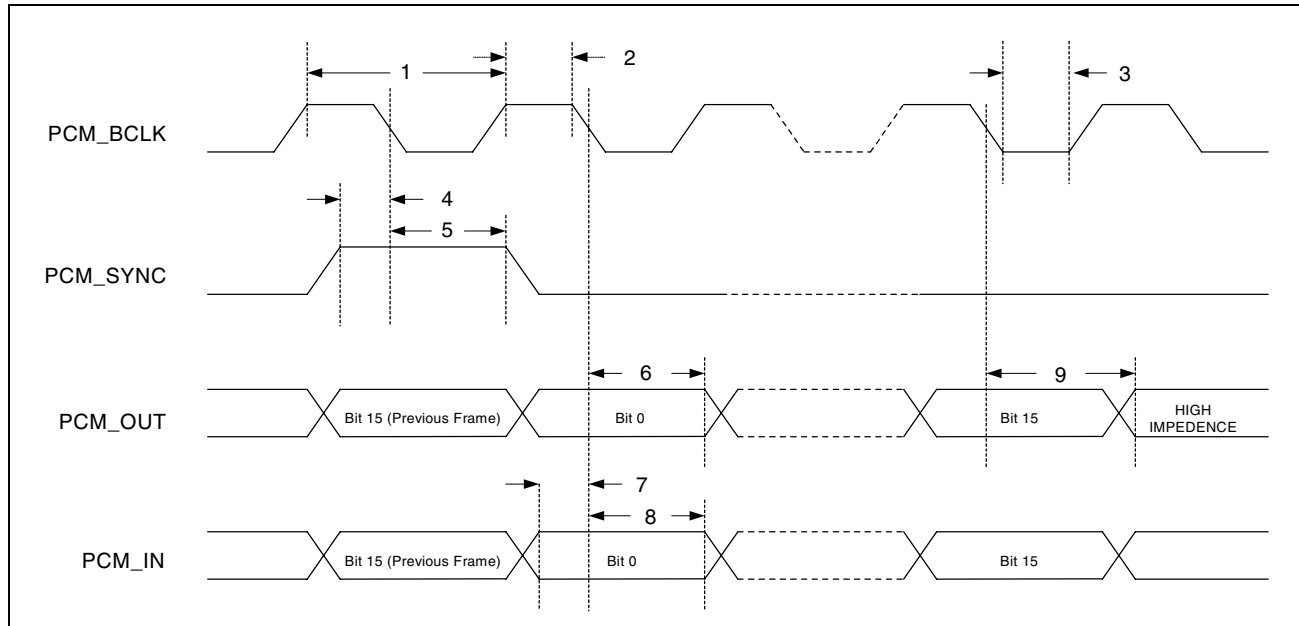 1
2
3
PCM_BCLK
4
5
PCM_SYNC
6
9
PCM_OUT
Bit 15 (Previous Frame)
Bit 0
Bit 15
HIGH
IMPEDENCE
7
8
PCM_IN
Bit 15 (Previous Frame)
Bit 0
Bit 15